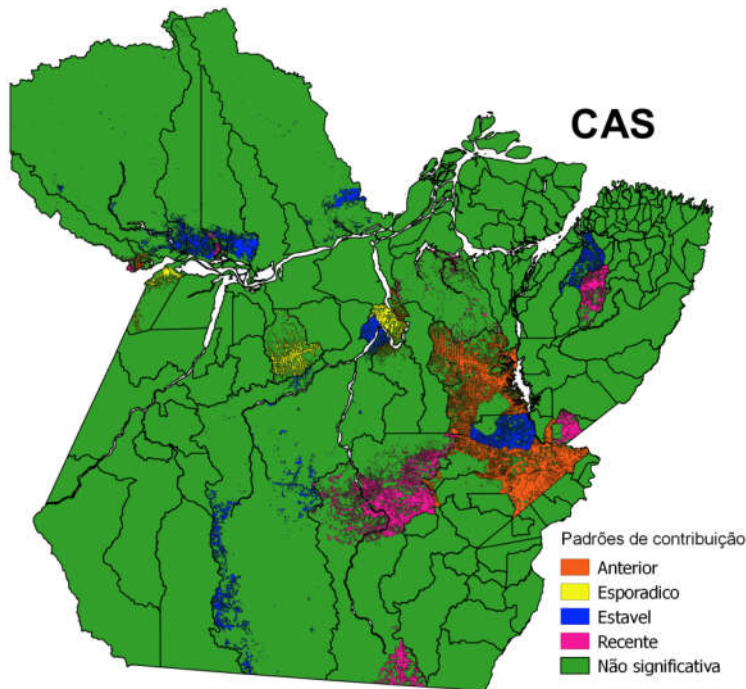 CAS
Padrões de contribuição
Anterior
Esporadico
Estavel
Recente
Não significativa